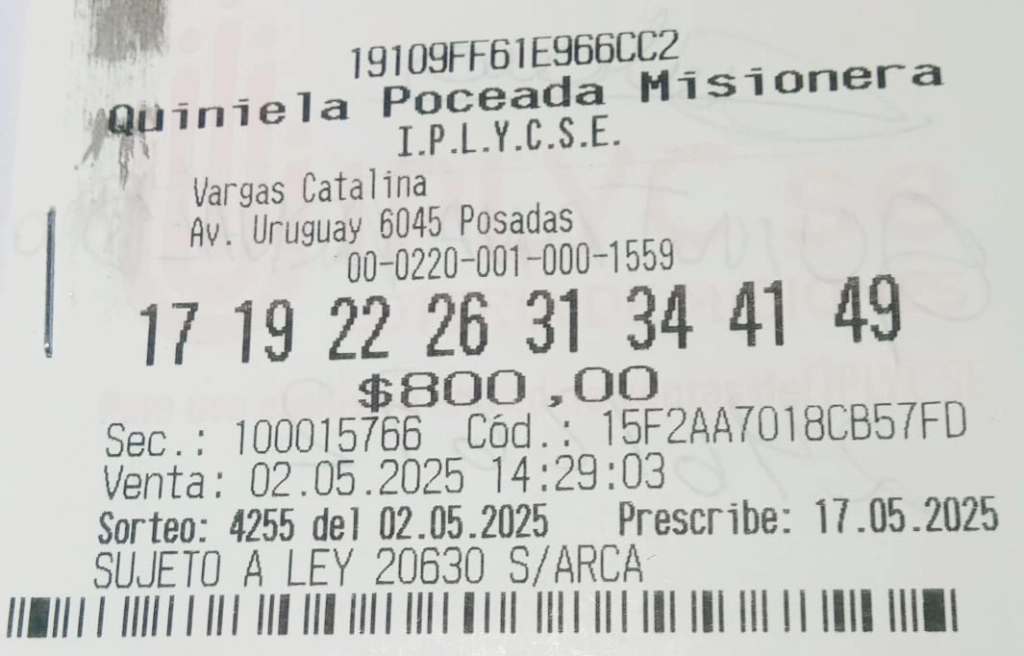 19109FF61E966CC2
Quiniela Poceada Misionera
I.P.L.Y.C.S.E.
Vargas Catalina
Av. Uruguay 6045 Posadas
00-0220-001-000-1559
17 19 22 26 31 34 41 49
$800,00
Sec.: 100015766 Cód.: 15F2AA7018CB57FD
Venta: 02.05.2025 14:29:03
Sorteo: 4255 del 02.05.2025 Prescribe: 17.05.2025
SUJETO A LEY 20630 S/ARCA